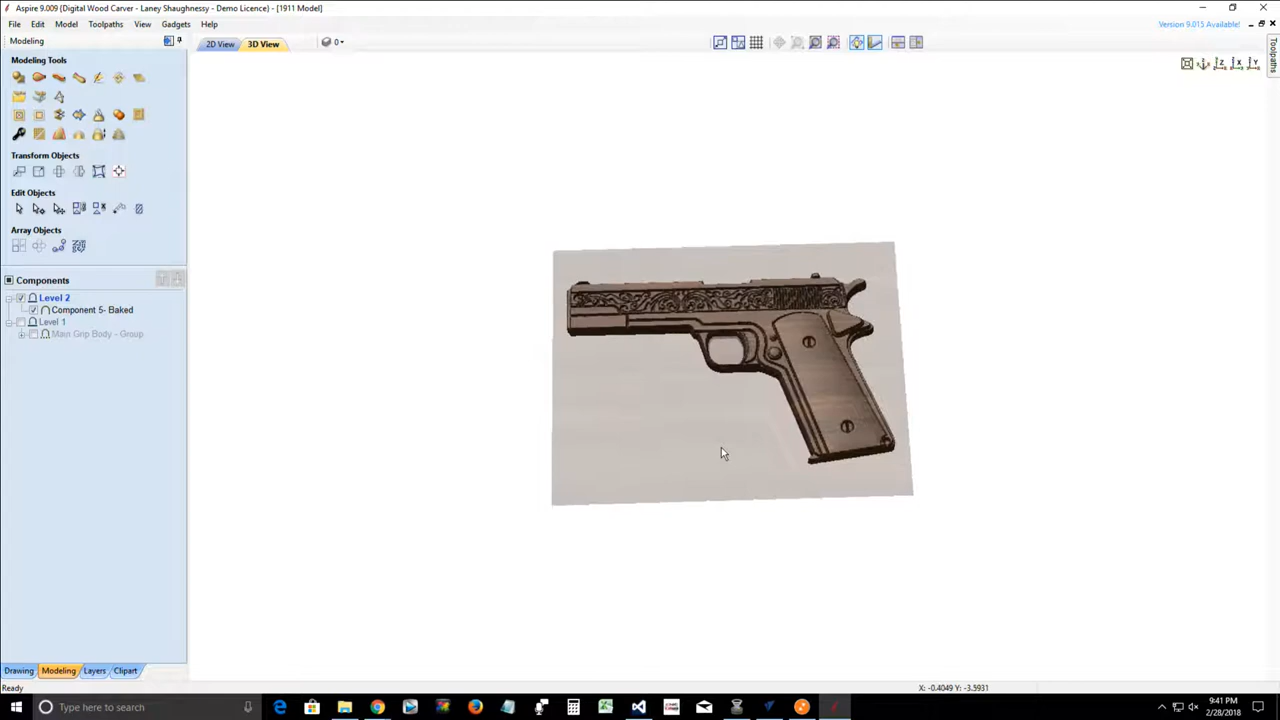 Aspire 9.009 (Digital Wood Carver - Laney Shaughnessy - Demo Licence) - [1911 Model]
File Edit Model Toolpaths View Gadgets Help
Version 9.015 Available!
Modeling
2D View 3D View
0
Toolpaths
Modeling Tools
Transform Objects
Edit Objects
Array Objects
Components
Level 2
Component 5- Baked
Level 1
Grip Body - Group
Drawing Modeling Layers Clipart
Ready
X: -0.4049 Y: -3.5931
Type here to search
9:41 PM
2/28/2018